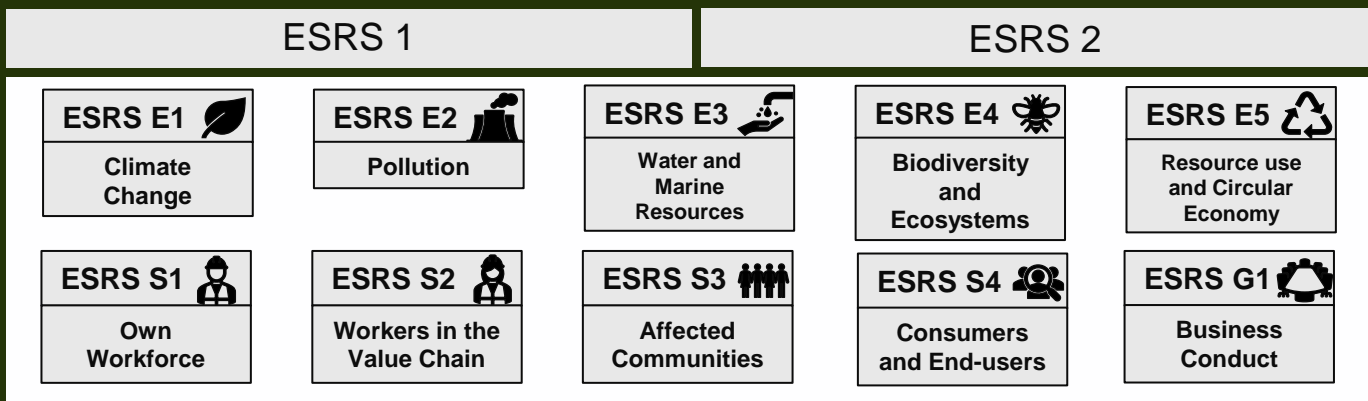 ESRS 1
ESRS 2
ESRS E1
Climate
Change
ESRS E2
Pollution
ESRS E3
Water and
Marine
Resources
ESRS E4
Biodiversity
and
Ecosystems
ESRS E5
Resource use
and Circular
Economy
ESRS S1
Own
Workforce
ESRS S2
Workers in the
Value Chain
ESRS S3
Affected
Communities
ESRS S4
Consumers
and End-users
ESRS G1
Business
Conduct